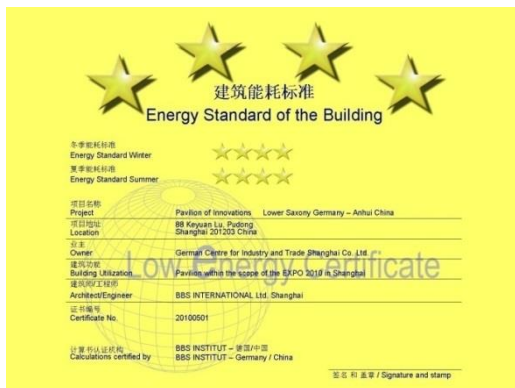 建筑能耗标准
Energy Standard of the Building
冬季能耗标准
Energy Standard Winter
夏季能耗标准
Energy Standard Summer
项目名称
Project Pavilion of Innovations Lower Saxony Germany – Anhui China
项目地址 88 Keyuan Lu, Pudong
Location Shanghai 201203 China
业主
Owner German Centre for Industry and Trade Shanghai Co. Ltd.
建筑功能
Building Utilization Pavilion within the scope of the EXPO 2010 in Shanghai
Low Energy Certificate
建筑师/工程师
Architect/Engineer BBS INTERNATIONAL Ltd. Shanghai
证书编号
Certificate No. 20100501
计算书认证机构 BBS INSTITUT – 德国/中国
Calculations certified by BBS INSTITUT – Germany / China
签名 和 盖章 / Signature and stamp